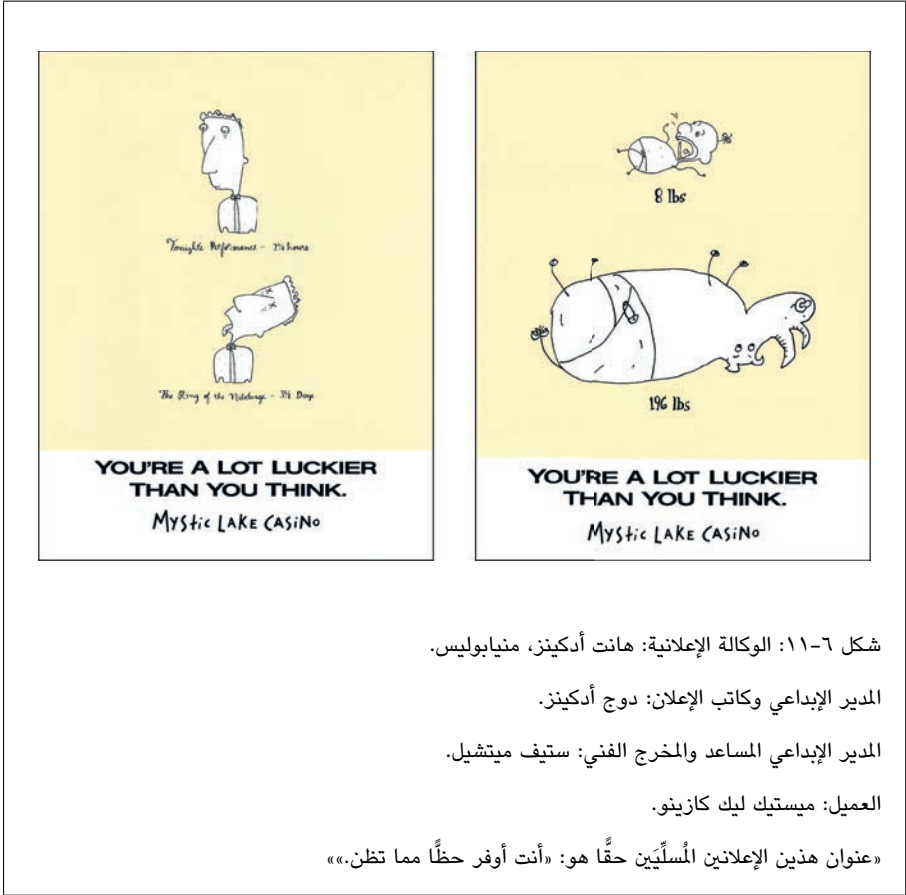 Tonight's Performance - 2¼ hours
The Ring of the Nibelungs - 3½ Days
YOU'RE A LOT LUCKIER
THAN YOU THINK.
MYStic LAKE CASiNO
8 lbs
196 lbs
YOU'RE A LOT LUCKIER
THAN YOU THINK.
MYStic LAKE CASiNO
شكل ٦-١١: الوكالة الإعلانية: هانت أدكينز، منيابوليس.
المدير الإبداعي وكاتب الإعلان: دوج أدكينز.
المدير الإبداعي المساعد والمخرج الفني: ستيف ميتشيل.
العميل: ميستيك ليك كازينو.
«عنوان هذين الإعلانين المُسلِّيَين حقًّا هو: «أنت أوفر حظًّا مما تظن.»»